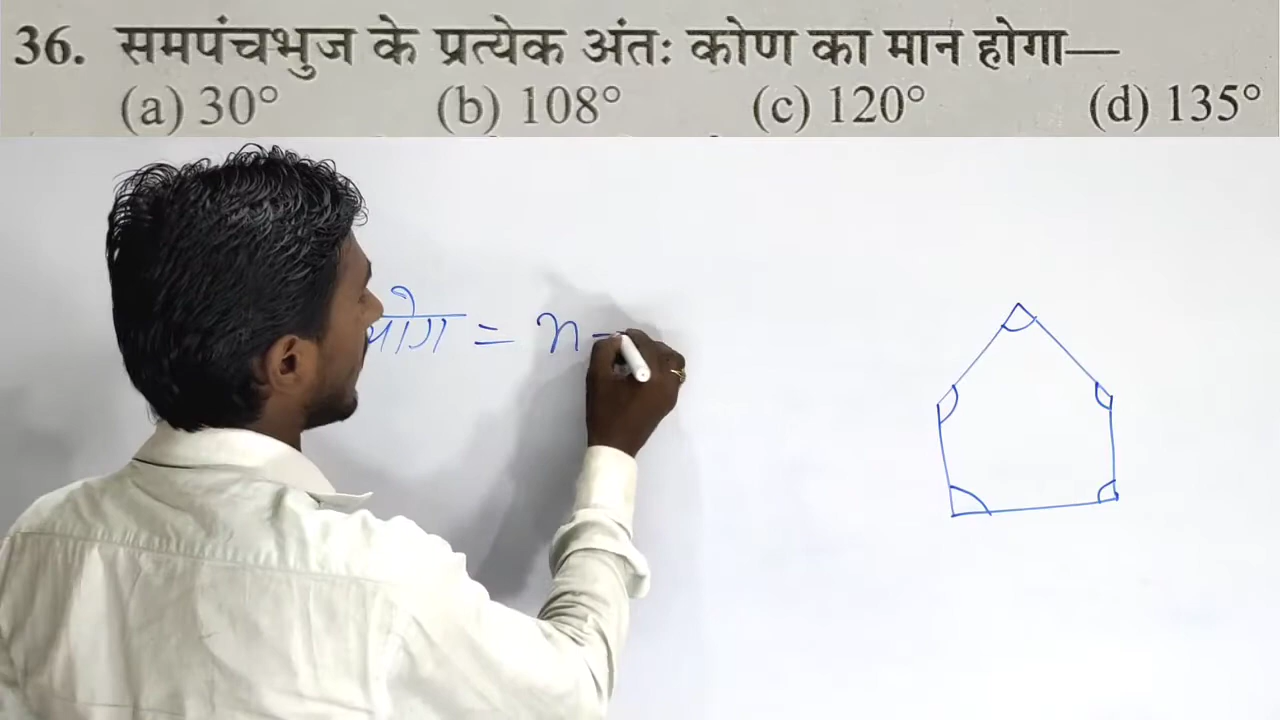 36. समपंचभुज के प्रत्येक अंतः कोण का मान होगा—
(a) 30° (b) 108° (c) 120° (d) 135°
योग = n -